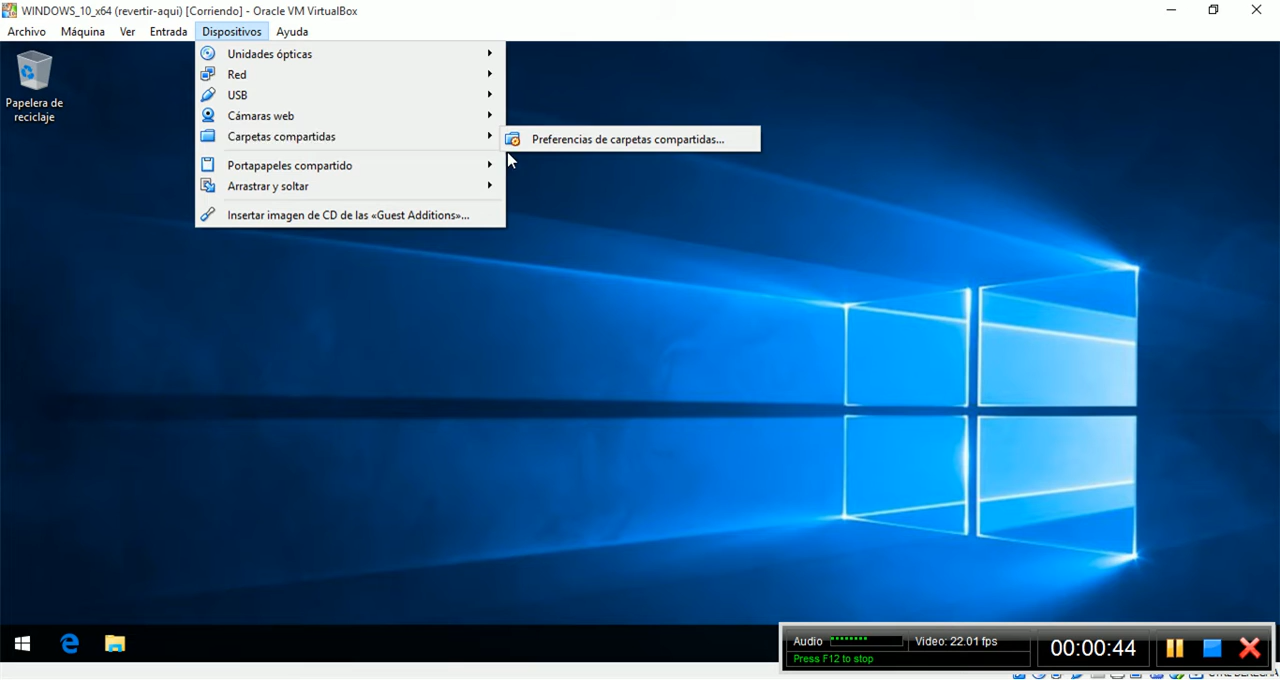 WINDOWS_10_x64 (revertir-aqui) [Corriendo] - Oracle VM VirtualBox
Archivo Máquina Ver Entrada Dispositivos Ayuda
Unidades ópticas
Red
USB
Cámaras web
Carpetas compartidas
Preferencias de carpetas compartidas...
Portapapeles compartido
Arrastrar y soltar
Insertar imagen de CD de las «Guest Additions»...
Papelera de
reciclaje
Audio Video: 22.01 fps
Press F12 to stop
00:00:44